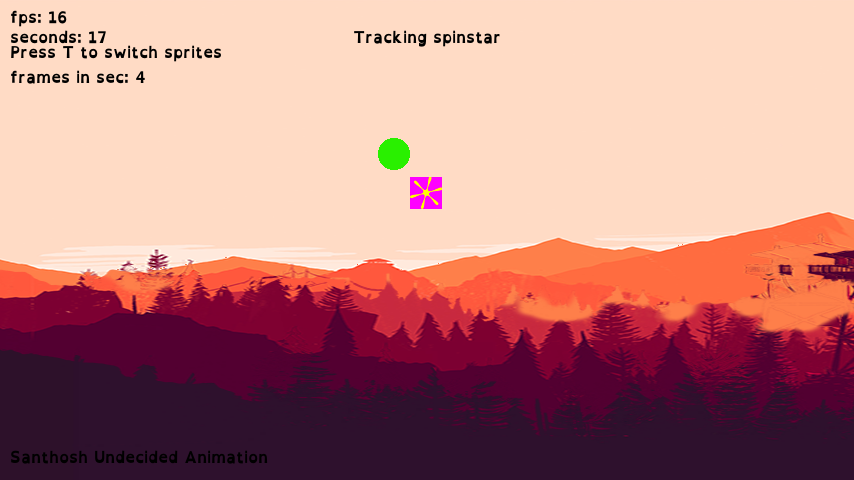 fps: 16
seconds: 17
Press T to switch sprites
frames in sec: 4
Tracking spinstar
Santhosh Undecided Animation